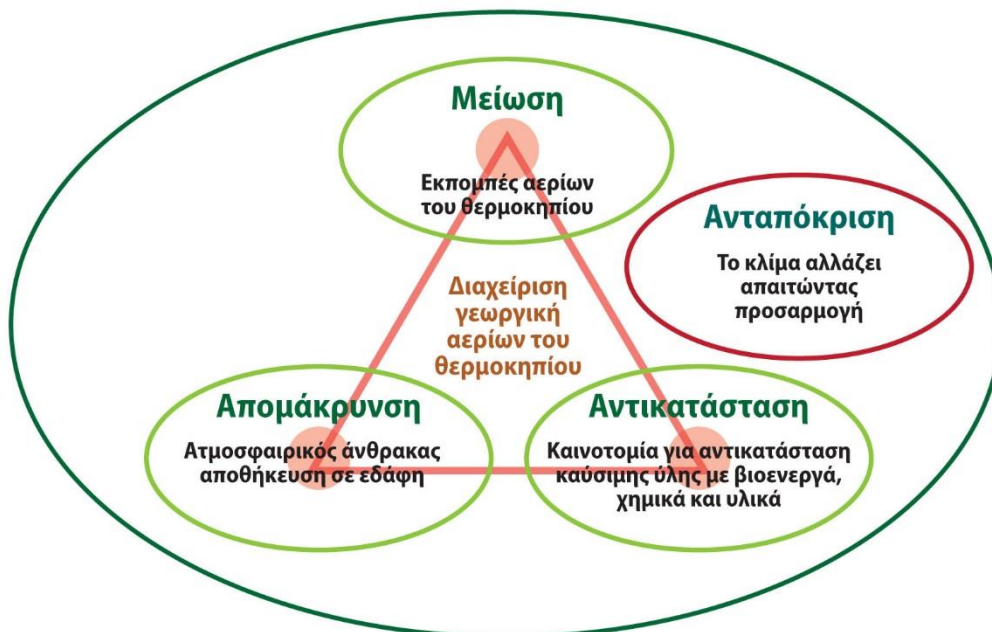 Μείωση
Εκπομπές αερίων
του θερμοκηπίου
Ανταπόκριση
Το κλίμα αλλάζει
απαιτώντας
προσαρμογή
Διαχείριση
γεωργική
αερίων του
θερμοκηπίου
Απομάκρυνση
Ατμοσφαιρικός άνθρακας
αποθήκευση σε εδάφη
Αντικατάσταση
Καινοτομία για αντικατάσταση
καύσιμης ύλης με βιοενεργά,
χημικά και υλικά